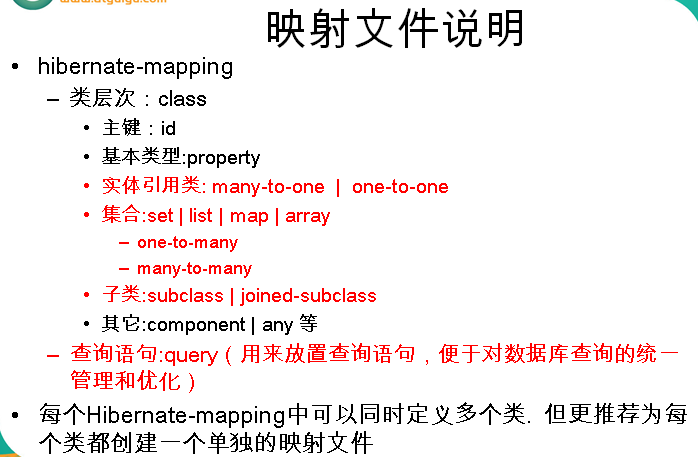 www.atguigu.com
映射文件说明
• hibernate-mapping
– 类层次：class
• 主键：id
• 基本类型:property
• 实体引用类: many-to-one | one-to-one
• 集合:set | list | map | array
– one-to-many
– many-to-many
• 子类:subclass | joined-subclass
• 其它:component | any 等
– 查询语句:query（用来放置查询语句，便于对数据库查询的统一
管理和优化）
• 每个Hibernate-mapping中可以同时定义多个类. 但更推荐为每
个类都创建一个单独的映射文件